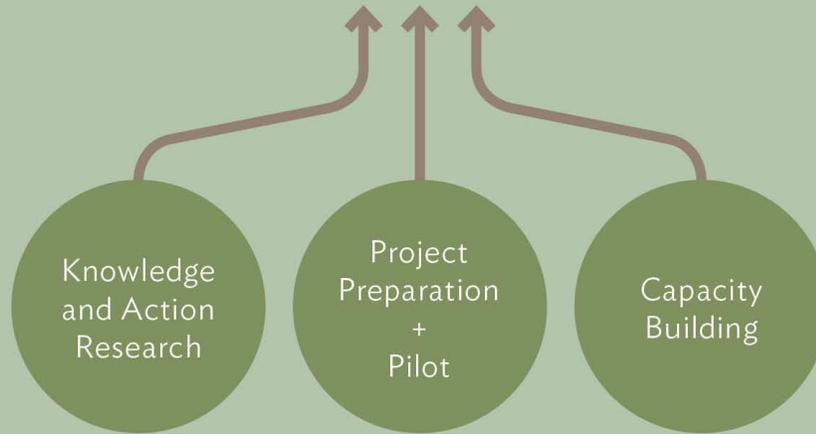 Knowledge
and Action
Research
Project
Preparation
+
Pilot
Capacity
Building